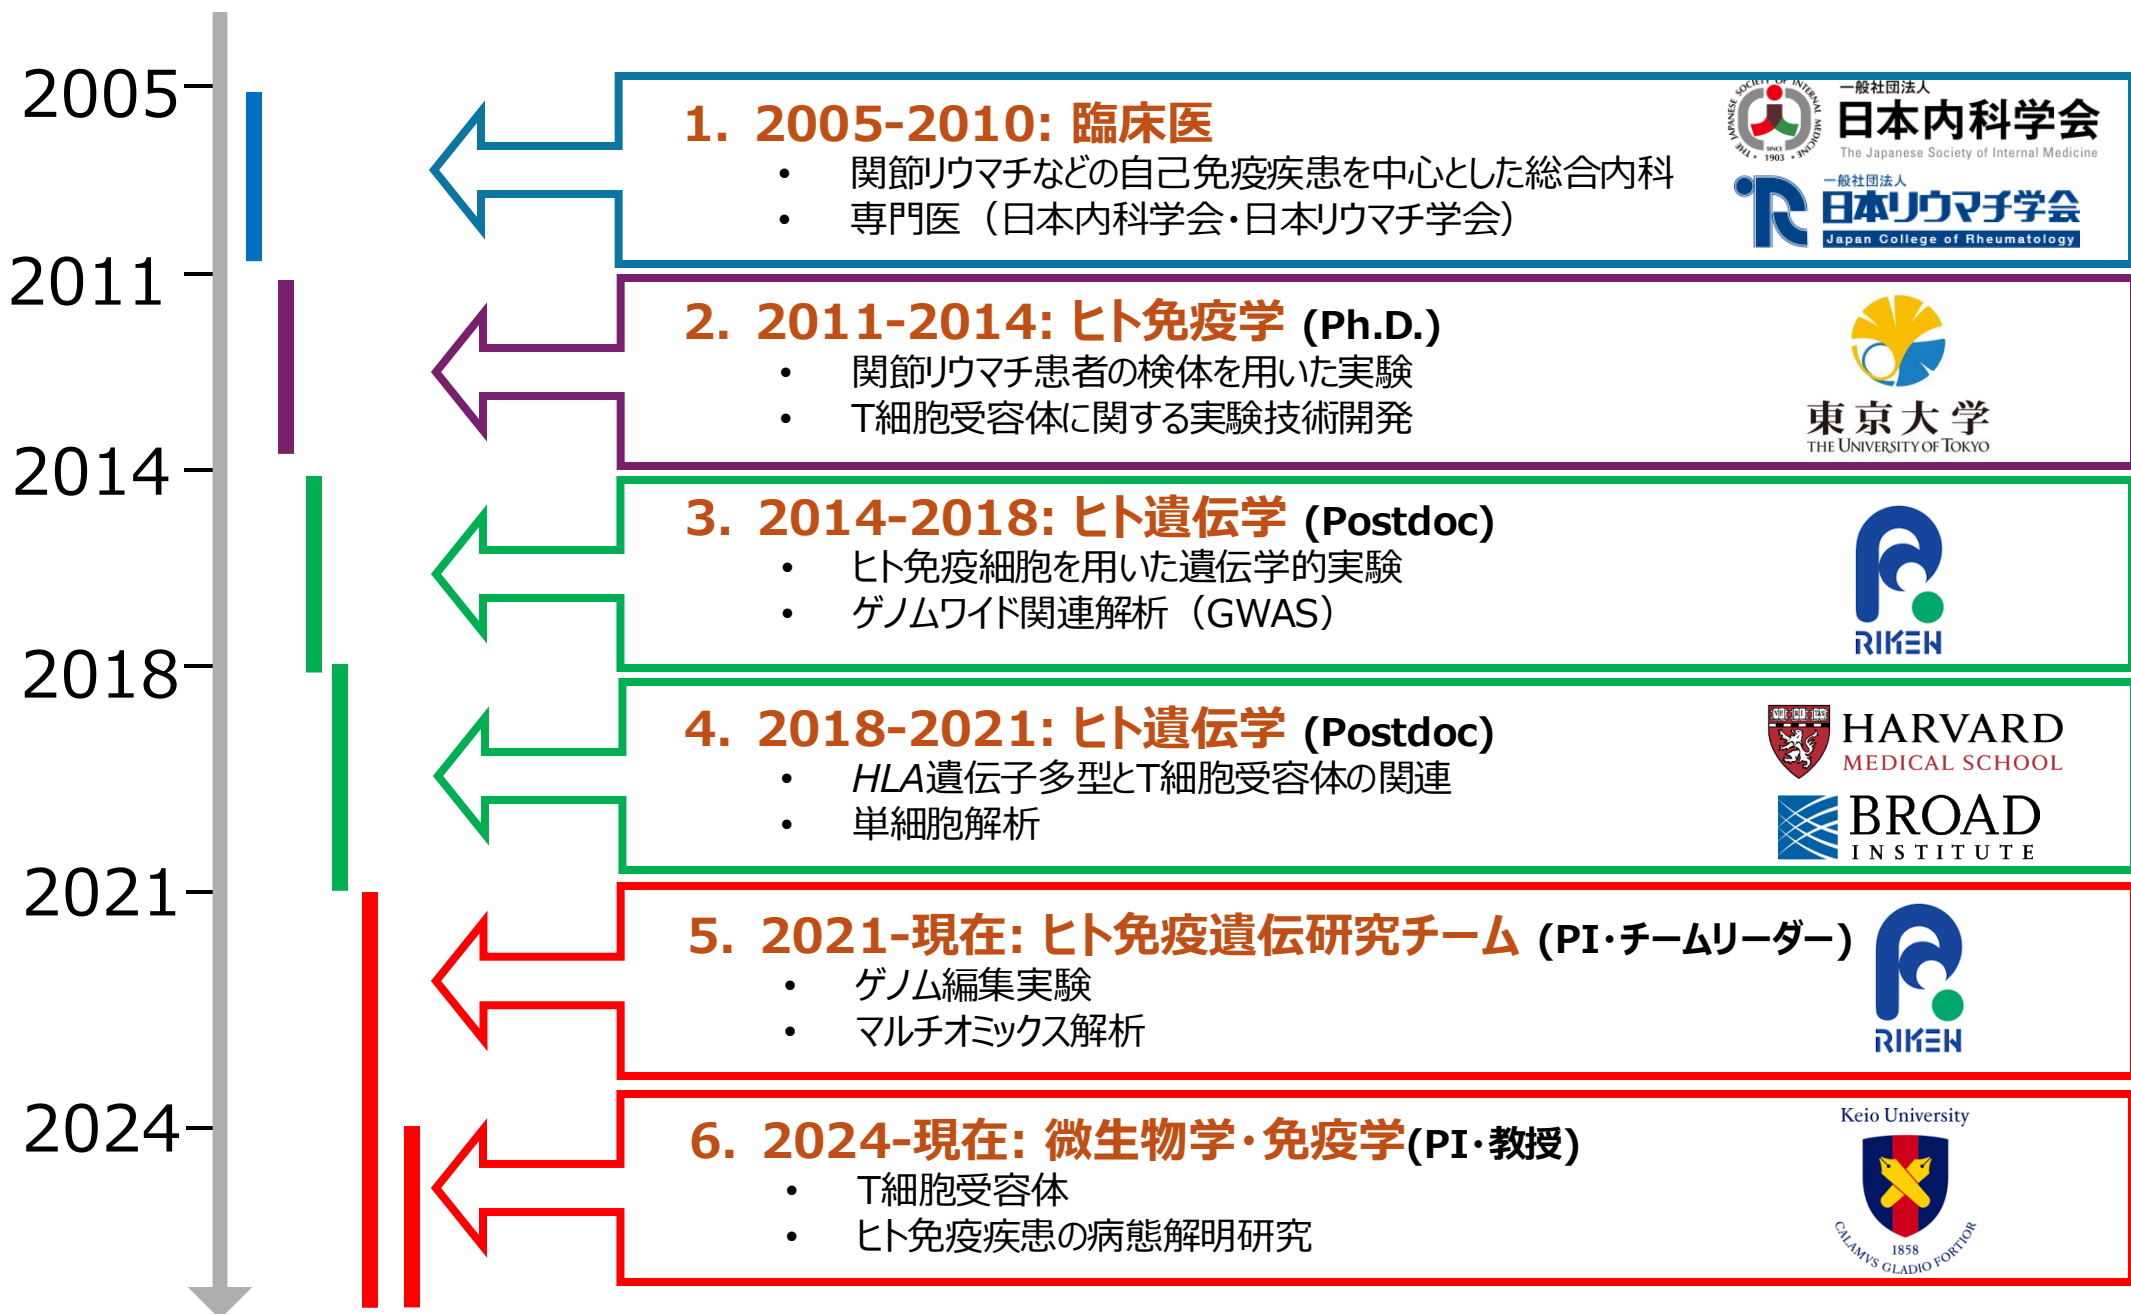 2005
1. 2005-2010: 臨床医
• 関節リウマチなどの自己免疫疾患を中心とした総合内科
• 専門医（日本内科学会・日本リウマチ学会）
JAPANESE SOCIETY OF INTERNAL MEDICINE
SINCE
1903
一般社団法人
日本内科学会
The Japanese Society of Internal Medicine
一般社団法人
日本リウマチ学会
Japan College of Rheumatology
2011
2. 2011-2014: ヒト免疫学 (Ph.D.)
• 関節リウマチ患者の検体を用いた実験
• T細胞受容体に関する実験技術開発
東京大学
THE UNIVERSITY OF TOKYO
2014
3. 2014-2018: ヒト遺伝学 (Postdoc)
• ヒト免疫細胞を用いた遺伝学的実験
• ゲノムワイド関連解析（GWAS）
RIKEN
2018
4. 2018-2021: ヒト遺伝学 (Postdoc)
• HLA遺伝子多型とT細胞受容体の関連
• 単細胞解析
HARVARD
MEDICAL SCHOOL
BROAD
INSTITUTE
2021
5. 2021-現在: ヒト免疫遺伝研究チーム (PI・チームリーダー)
• ゲノム編集実験
• マルチオミックス解析
RIKEN
2024
6. 2024-現在: 微生物学・免疫学(PI・教授)
• T細胞受容体
• ヒト免疫疾患の病態解明研究
Keio University
1858
CALAMVS GLADIO FORTIOR